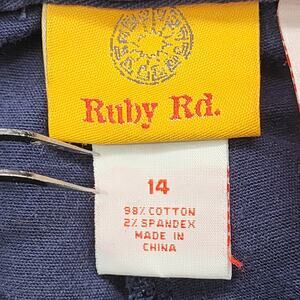 Ruby Rd.
14
98% COTTON
2% SPANDEX
MADE IN
CHINA